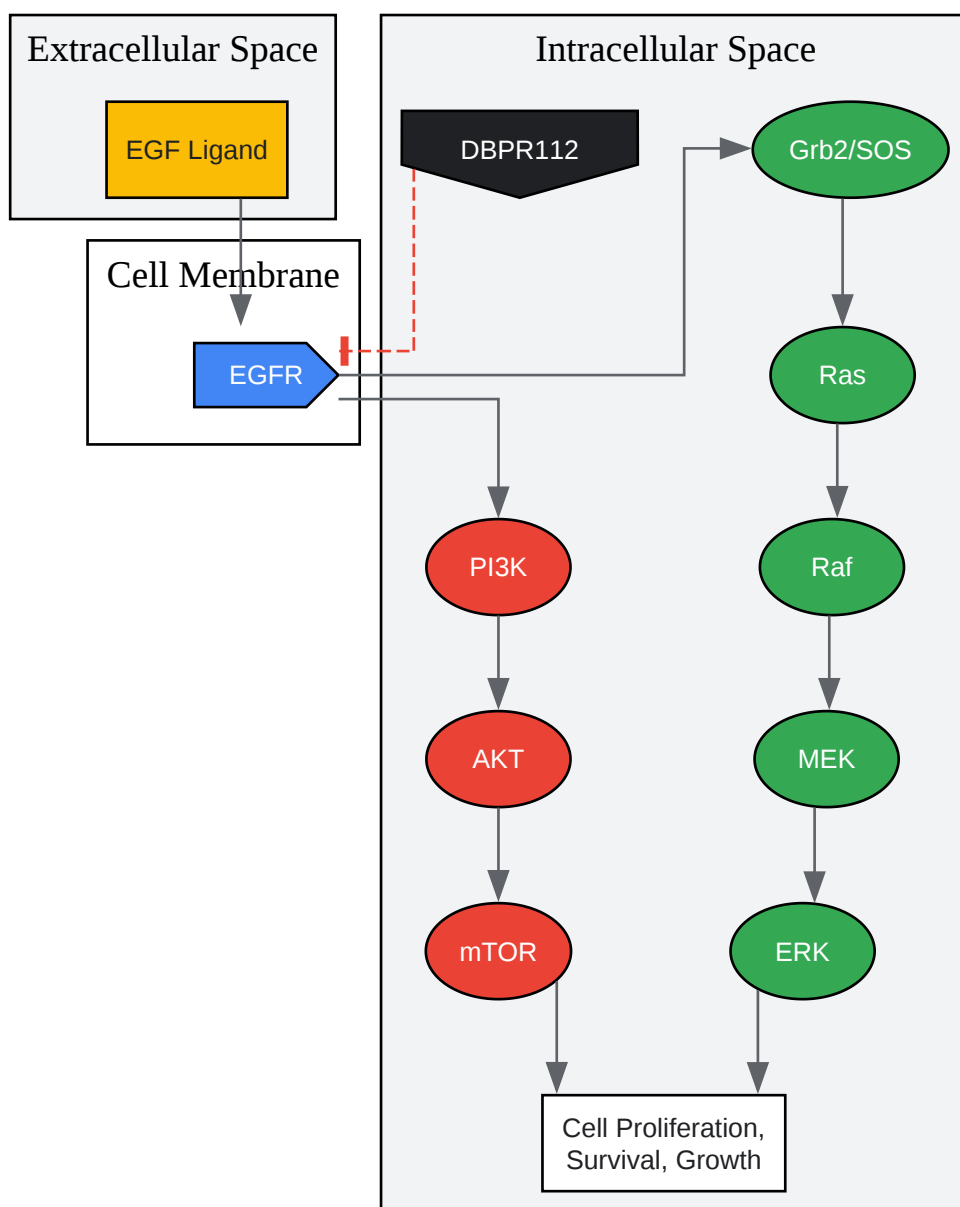 Extracellular Space
Intracellular Space
EGF Ligand
DBPR112
Grb2/SOS
Cell Membrane
EGFR
Ras
PI3K
Raf
AKT
MEK
mTOR
ERK
Cell Proliferation,
Survival, Growth